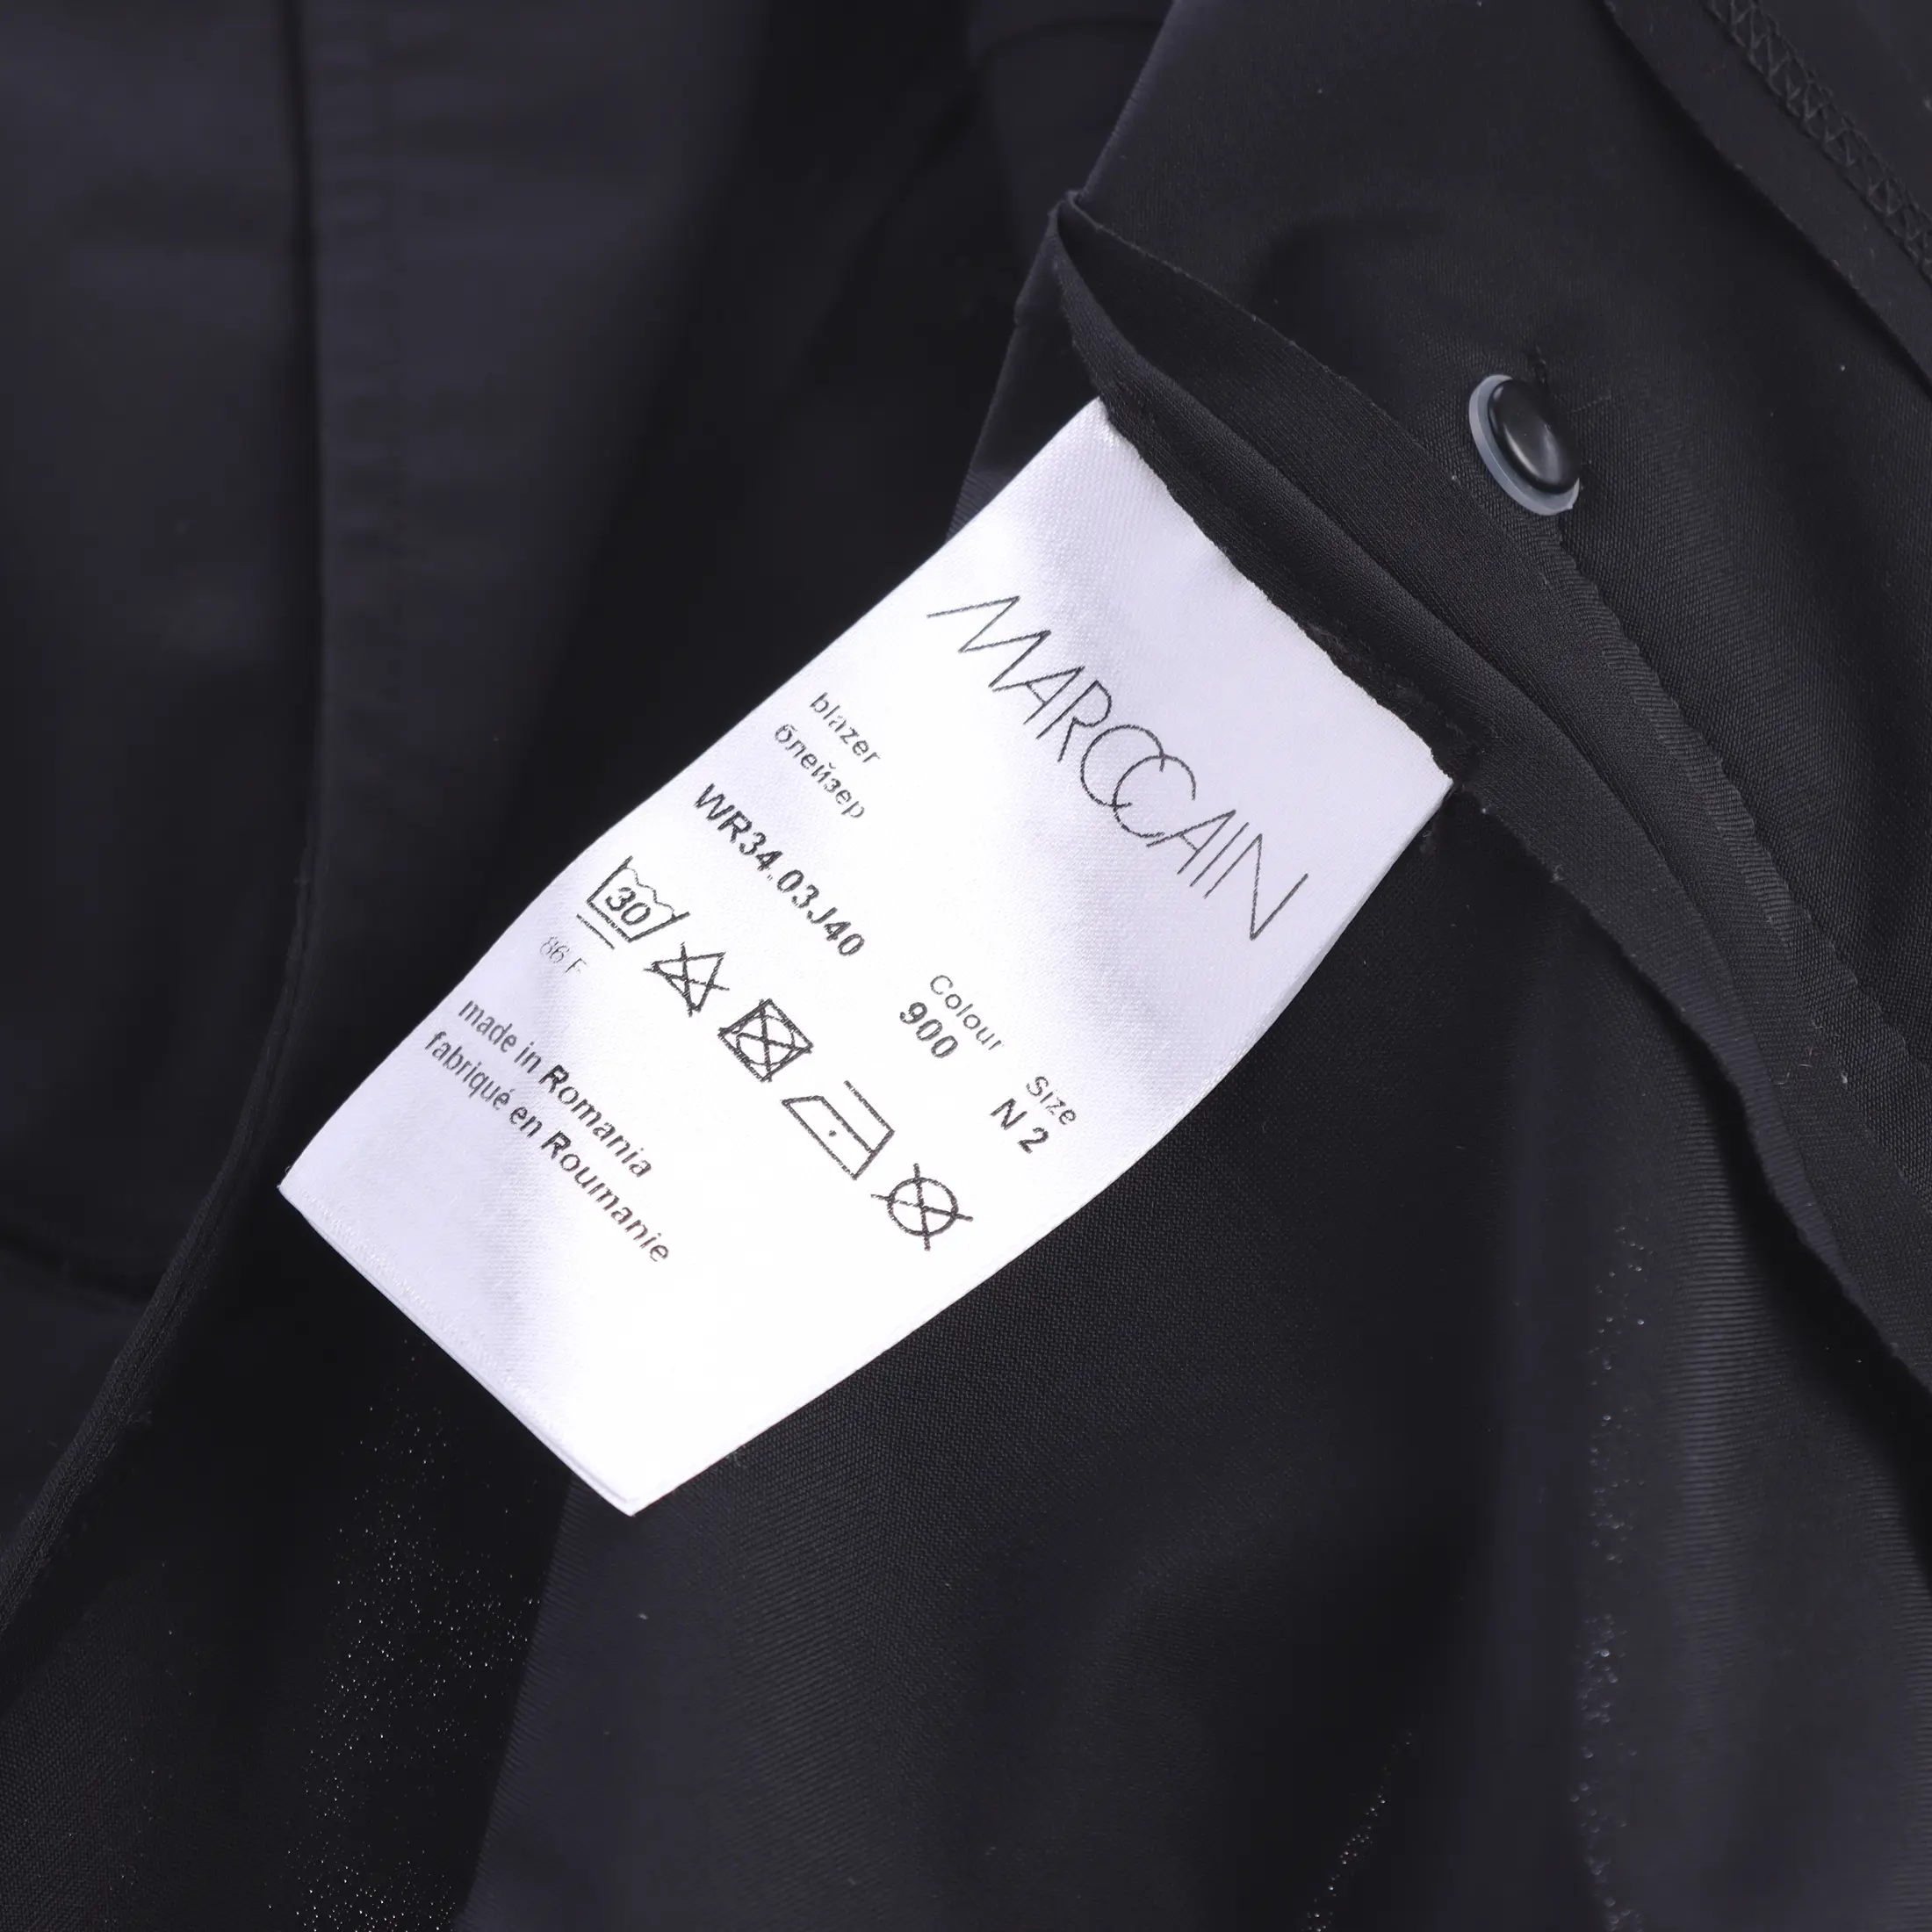 MARCCAIN
blazer
блейзер
WR34.03J40
Colour
900
Size
N 2
30
86 F
made in Romania
fabriqué en Roumanie